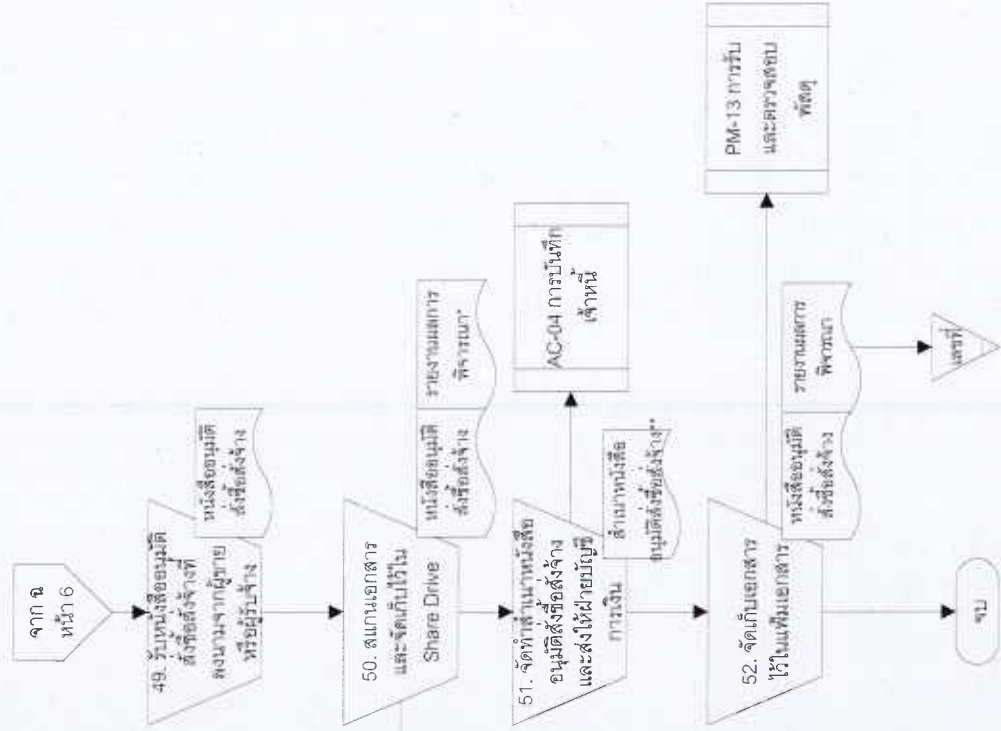 จาก ฉ
หน้า 6
49. รับหนังสืออนุมัติ
สั่งซื้อสั่งจ้างที่
ลงนามจากผู้ขาย
หรือผู้รับจ้าง
หนังสืออนุมัติ
สั่งซื้อสั่งจ้าง
50. สแกนเอกสาร
และจัดเก็บไว้ใน
Share Drive
หนังสืออนุมัติ
สั่งซื้อสั่งจ้าง
รายงานผลการ
พิจารณา*
51. จัดทำสำเนาหนังสือ
อนุมัติสั่งซื้อสั่งจ้าง
และส่งให้ฝ่ายบัญชี
การเงิน
สำเนาหนังสือ
อนุมัติสั่งซื้อสั่งจ้าง**
AC-04 การบันทึก
เจ้าหนี้
52. จัดเก็บเอกสาร
ไว้ในแฟ้มเอกสาร
หนังสืออนุมัติ
สั่งซื้อสั่งจ้าง
รายงานผลการ
พิจารณา
PM-13 การรับ
และตรวจสอบ
พัสดุ
เลขที่
จบ